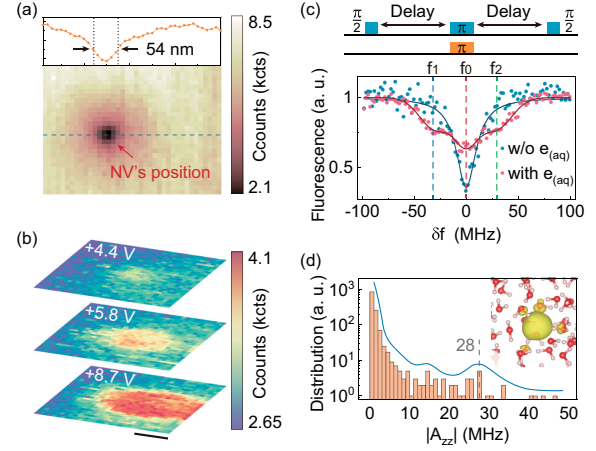 (a)
54 nm
NV's position
8.5
Ccounts (kcts)
2.1
(b)
+4.4 V
+5.8 V
+8.7 V
4.1
Ccounts (kcts)
2.65
(c)
π/2
Delay
π
Delay
π/2
π
f₁
f₀
f₂
1
0.75
Fluorescence (a. u.)
w/o e(aq)
with e(aq)
-100
-50
0
50
100
δf (MHz)
(d)
10³
10²
10¹
10⁰
Distribution (a. u.)
28
0
10
20
30
40
50
|Azz| (MHz)